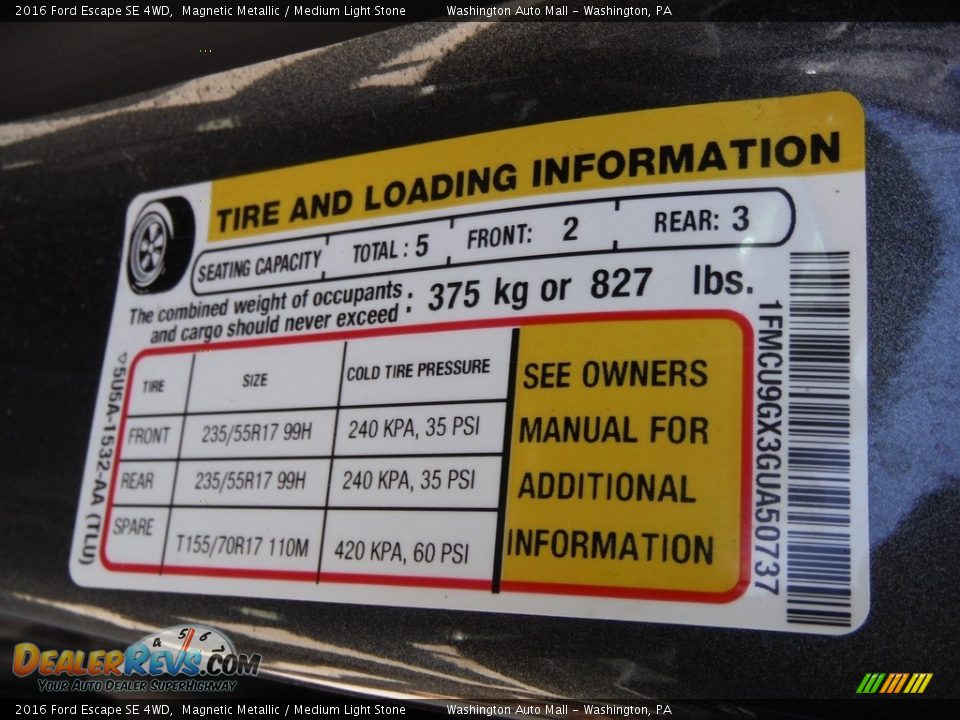 2016 Ford Escape SE 4WD, Magnetic Metallic / Medium Light Stone Washington Auto Mall - Washington, PA
TIRE AND LOADING INFORMATION
SEATING CAPACITY TOTAL : 5 FRONT: 2 REAR: 3
The combined weight of occupants
and cargo should never exceed : 375 kg or 827 lbs.
TIRE SIZE COLD TIRE PRESSURE
FRONT 235/55R17 99H 240 KPA, 35 PSI
REAR 235/55R17 99H 240 KPA, 35 PSI
SPARE T155/70R17 110M 420 KPA, 60 PSI
SEE OWNERS
MANUAL FOR
ADDITIONAL
INFORMATION
5U5A-1532-AA (TLU)
1FMCU9GX3GUA50737
4 5 6
DEALERREVS.COM
YOUR AUTO DEALER SUPERHIGHWAY
2016 Ford Escape SE 4WD, Magnetic Metallic / Medium Light Stone Washington Auto Mall - Washington, PA